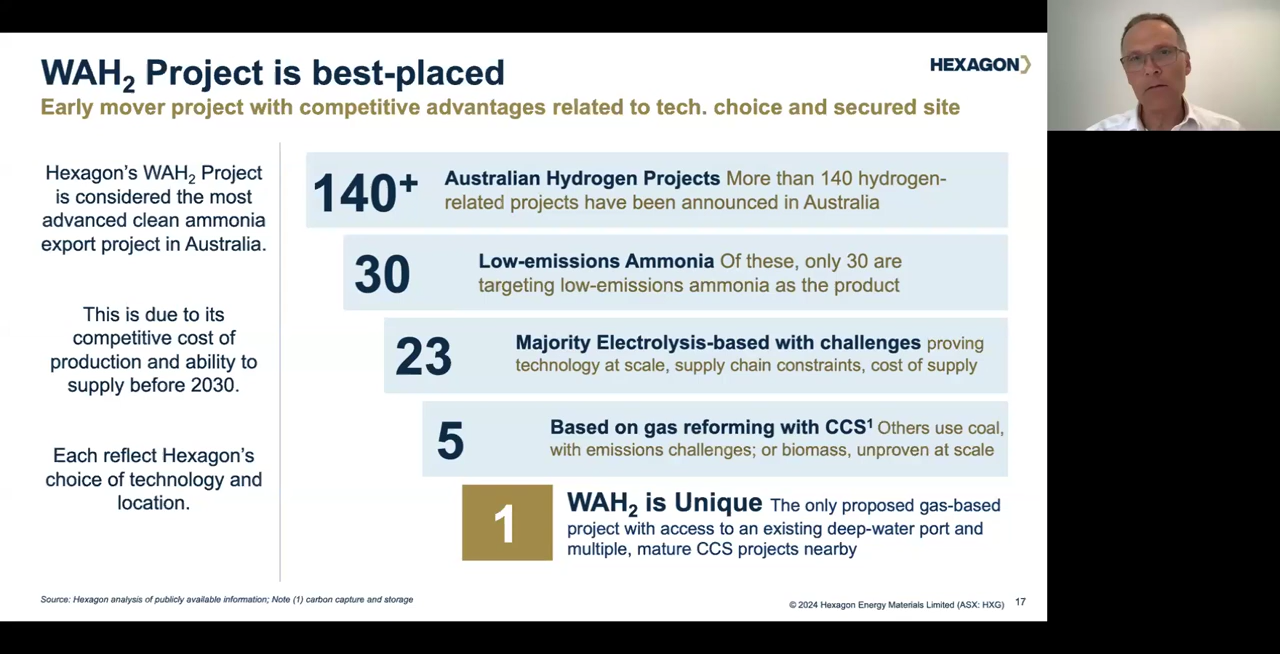 WAH₂ Project is best-placed
HEXAGON
Early mover project with competitive advantages related to tech. choice and secured site
Hexagon's WAH₂ Project
is considered the most
advanced clean ammonia
export project in Australia.
This is due to its
competitive cost of
production and ability to
supply before 2030.
Each reflect Hexagon's
choice of technology and
location.
140+
Australian Hydrogen Projects More than 140 hydrogen-
related projects have been announced in Australia
30
Low-emissions Ammonia Of these, only 30 are
targeting low-emissions ammonia as the product
23
Majority Electrolysis-based with challenges proving
technology at scale, supply chain constraints, cost of supply
5
Based on gas reforming with CCS¹ Others use coal,
with emissions challenges; or biomass, unproven at scale
1
WAH₂ is Unique The only proposed gas-based
project with access to an existing deep-water port and
multiple, mature CCS projects nearby
Source: Hexagon analysis of publicly available information; Note (1) carbon capture and storage
© 2024 Hexagon Energy Materials Limited (ASX: HXG) 17